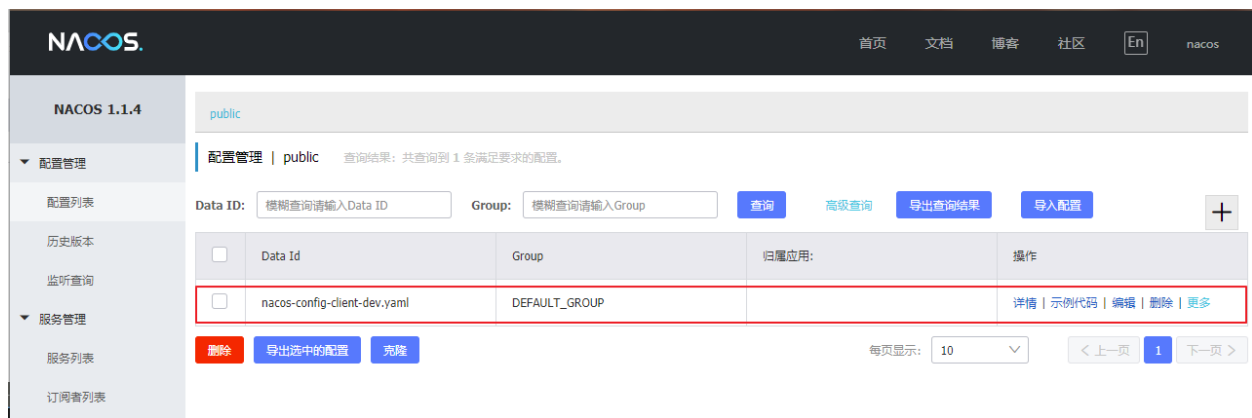 NACOS.
首页 文档 博客 社区 En nacos
NACOS 1.1.4
public
配置管理
配置管理 | public 查询结果：共查询到 1 条满足要求的配置。
配置列表
Data ID: 模糊查询请输入Data ID Group: 模糊查询请输入Group 查询 高级查询 导出查询结果 导入配置 +
历史版本
Data Id Group 归属应用: 操作
监听查询
nacos-config-client-dev.yaml DEFAULT_GROUP 详情 | 示例代码 | 编辑 | 删除 | 更多
服务管理
删除 导出选中的配置 克隆 每页显示: 10 < 上一页 1 下一页 >
服务列表
订阅者列表